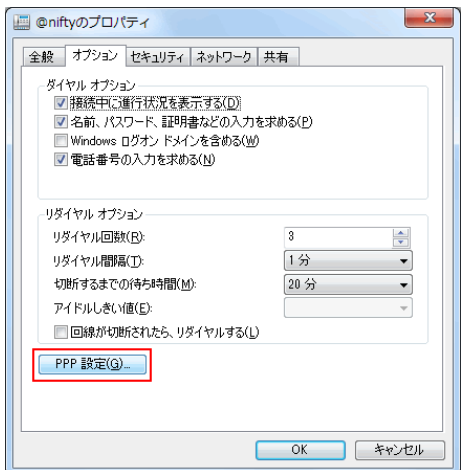 @niftyのプロパティ
全般 オプション セキュリティ ネットワーク 共有
ダイヤル オプション
接続中に進行状況を表示する(D)
名前、パスワード、証明書などの入力を求める(P)
Windows ログオン ドメインを含める(W)
電話番号の入力を求める(N)
リダイヤル オプション
リダイヤル回数(R): 3
リダイヤル間隔(T): 1 分
切断するまでの待ち時間(M): 20 分
アイドルしきい値(E):
回線が切断されたら、リダイヤルする(L)
PPP 設定(G)...
OK キャンセル